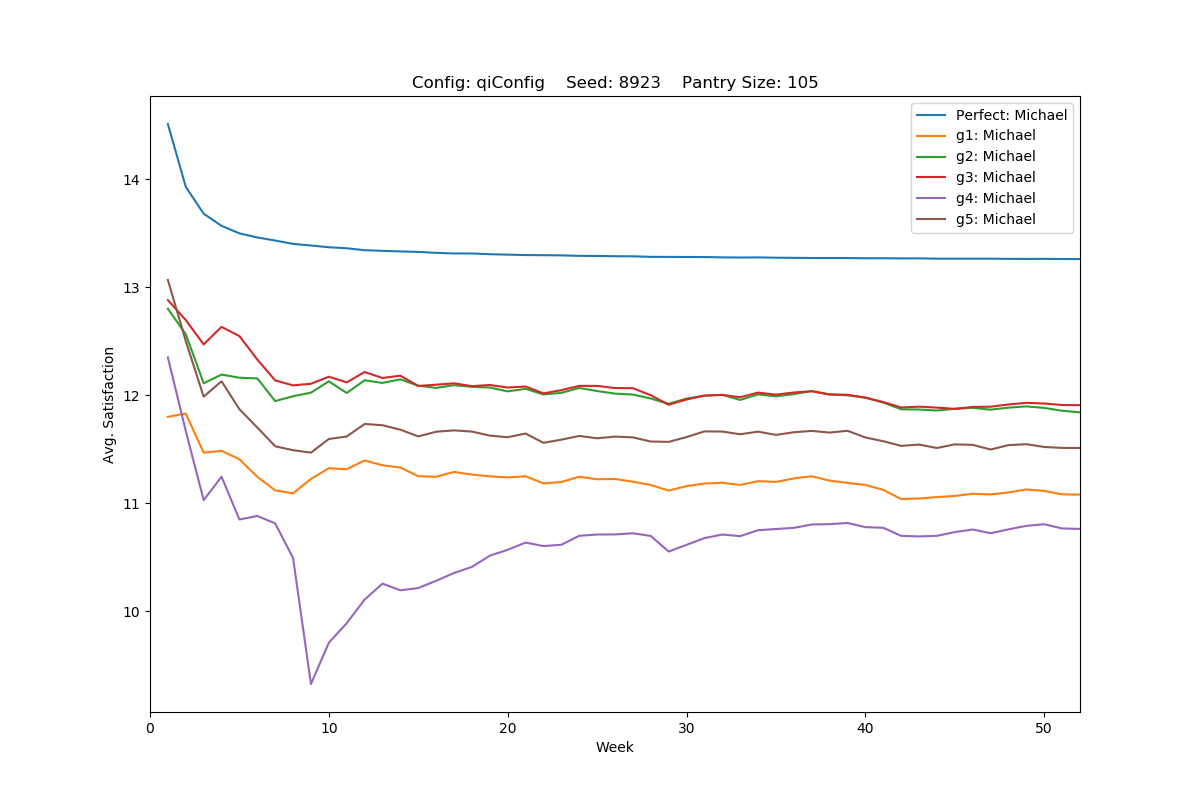 Config: qiConfig    Seed: 8923    Pantry Size: 105
Perfect: Michael
g1: Michael
g2: Michael
g3: Michael
g4: Michael
g5: Michael
14
13
12
11
10
Avg. Satisfaction
0 10 20 30 40 50
Week